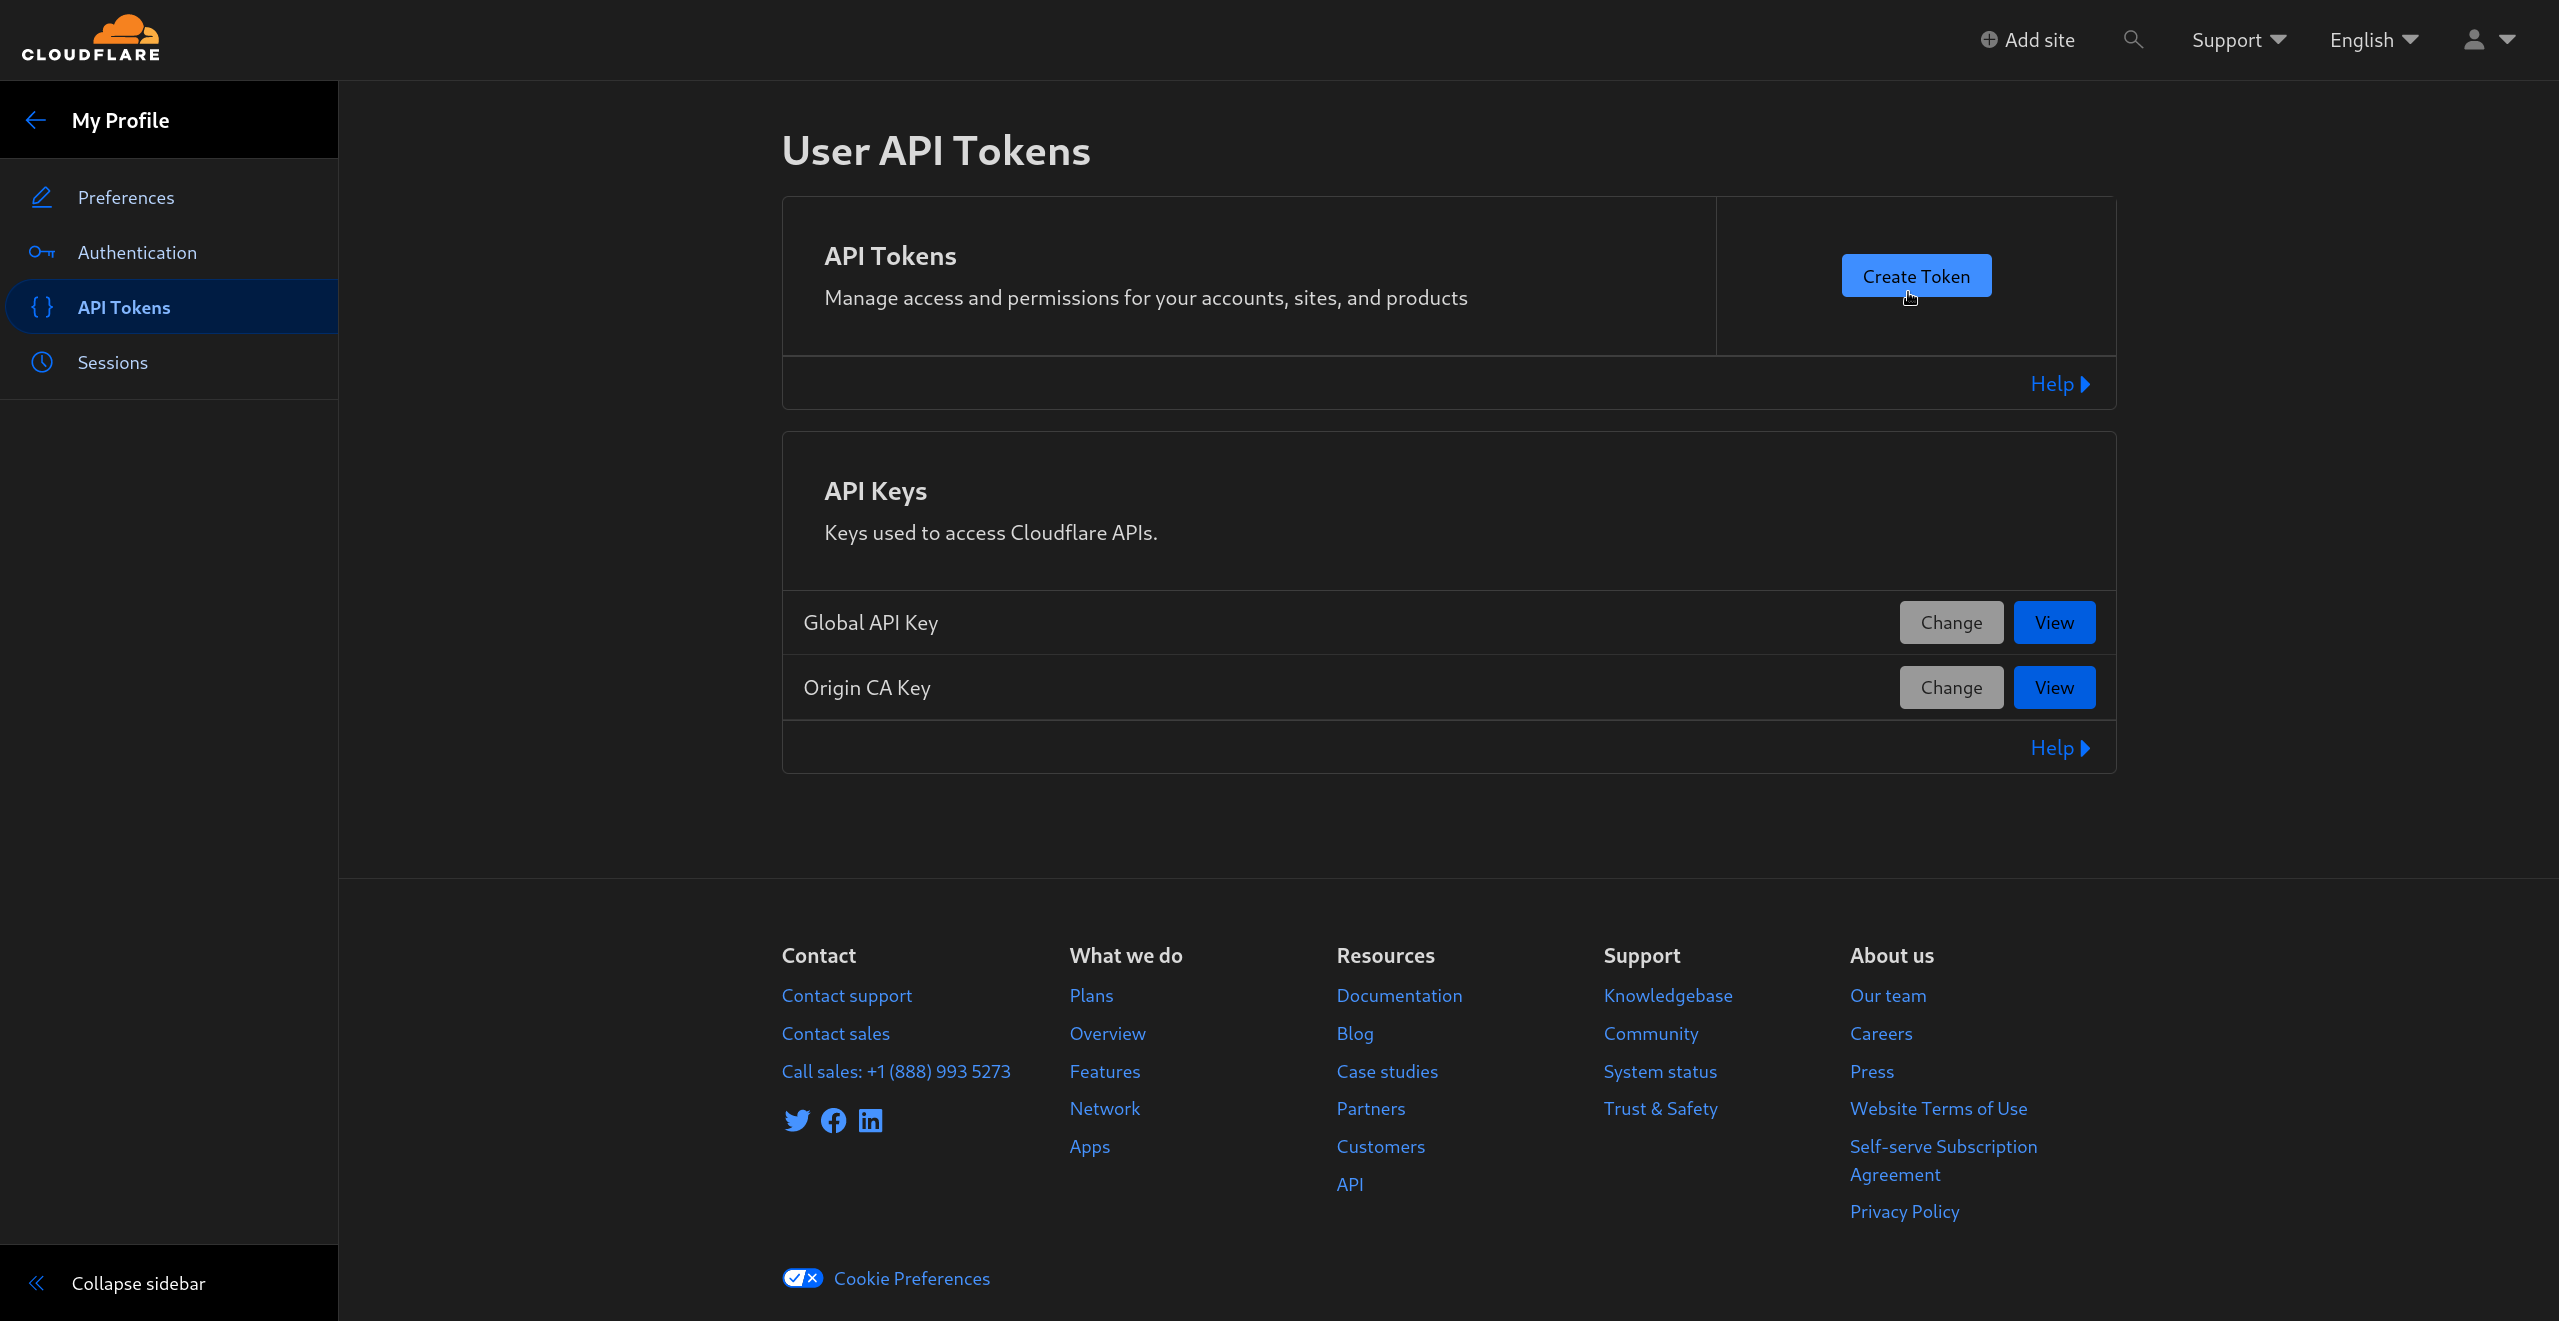 CLOUDFLARE
Add site
Support
English
My Profile
Preferences
Authentication
API Tokens
Sessions
Collapse sidebar
User API Tokens
API Tokens
Manage access and permissions for your accounts, sites, and products
Create Token
Help
API Keys
Keys used to access Cloudflare APIs.
Global API Key
Change
View
Origin CA Key
Change
View
Help
Contact
Contact support
Contact sales
Call sales: +1 (888) 993 5273
What we do
Plans
Overview
Features
Network
Apps
Resources
Documentation
Blog
Case studies
Partners
Customers
API
Support
Knowledgebase
Community
System status
Trust & Safety
About us
Our team
Careers
Press
Website Terms of Use
Self-serve Subscription
Agreement
Privacy Policy
Cookie Preferences